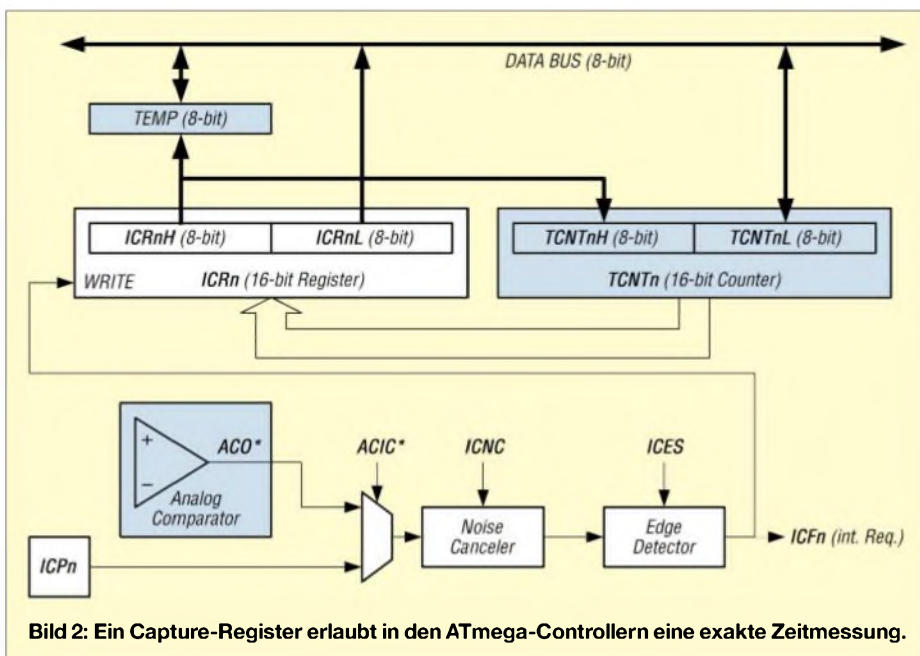 DATA BUS (8-bit)
TEMP (8-bit)
ICRnH (8-bit) ICRnL (8-bit) TCNTnH (8-bit) TCNTnL (8-bit)
WRITE ICRn (16-bit Register) TCNTn (16-bit Counter)
+
−
ACO* ACIC* ICNC ICES
Analog
Comparator
Noise
Canceler
Edge
Detector
ICFn (int. Req.)
ICPn
Bild 2: Ein Capture-Register erlaubt in den ATmega-Controllern eine exakte Zeitmessung.